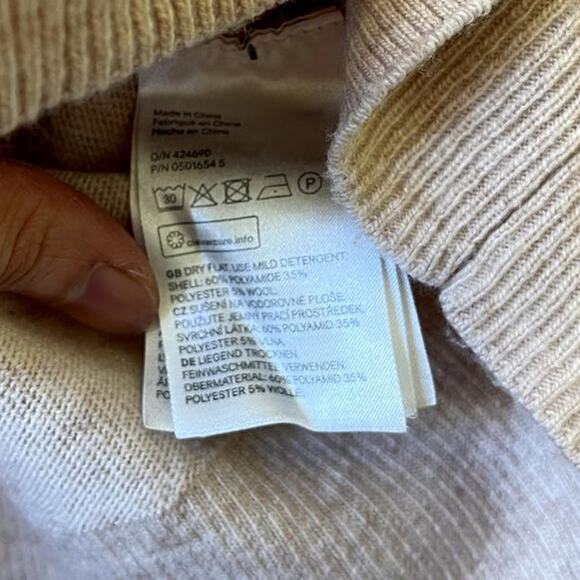 Made in China
Fabriqué en Chine
Hecho en China
O/N 424690
P/N 0501654 5
30
P
clevercare.info
GB DRY FLAT, USE MILD DETERGENT.
SHELL: 60% POLYAMIDE 35%
POLYESTER 5% WOOL.
CZ SUŠENÍ NA VODOROVNÉ PLOŠE.
POUŽIJTE JEMNÝ PRACÍ PROSTŘEDEK.
SVRCHNÍ LÁTKA: 60% POLYAMID 35%
POLYESTER 5% VLNA.
DE LIEGEND TROCKNEN.
FEINWASCHMITTEL VERWENDEN.
OBERMATERIAL: 60% POLYAMID 35%
POLYESTER 5% WOLLE.